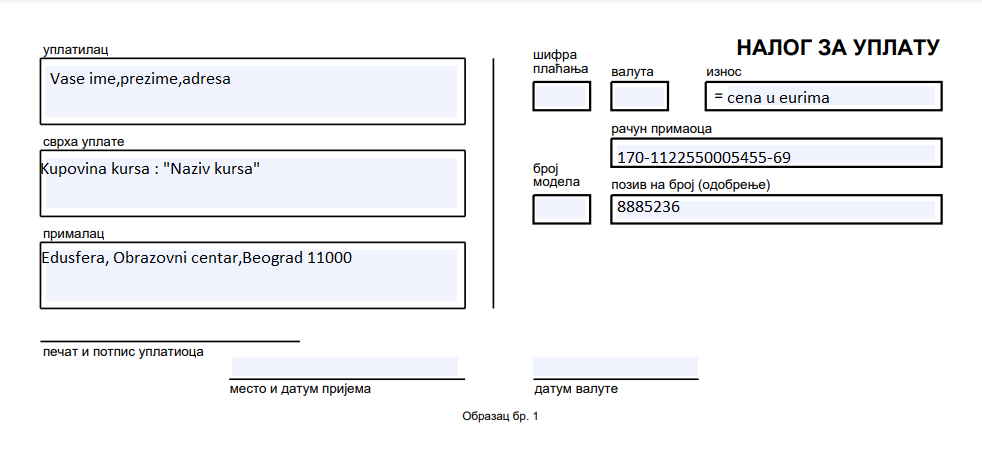 НАЛОГ ЗА УПЛАТУ
уплатилац
Vase ime,prezime,adresa
сврха уплате
Kupovina kursa : "Naziv kursa"
прималац
Edusfera, Obrazovni centar,Beograd 11000
шифра
плаћања
валута
износ
= cena u eurima
рачун примаоца
170-1122550005455-69
број
модела
позив на број (одобрење)
8885236
печат и потпис уплатиоца
место и датум пријема
датум валуте
Образац бр. 1